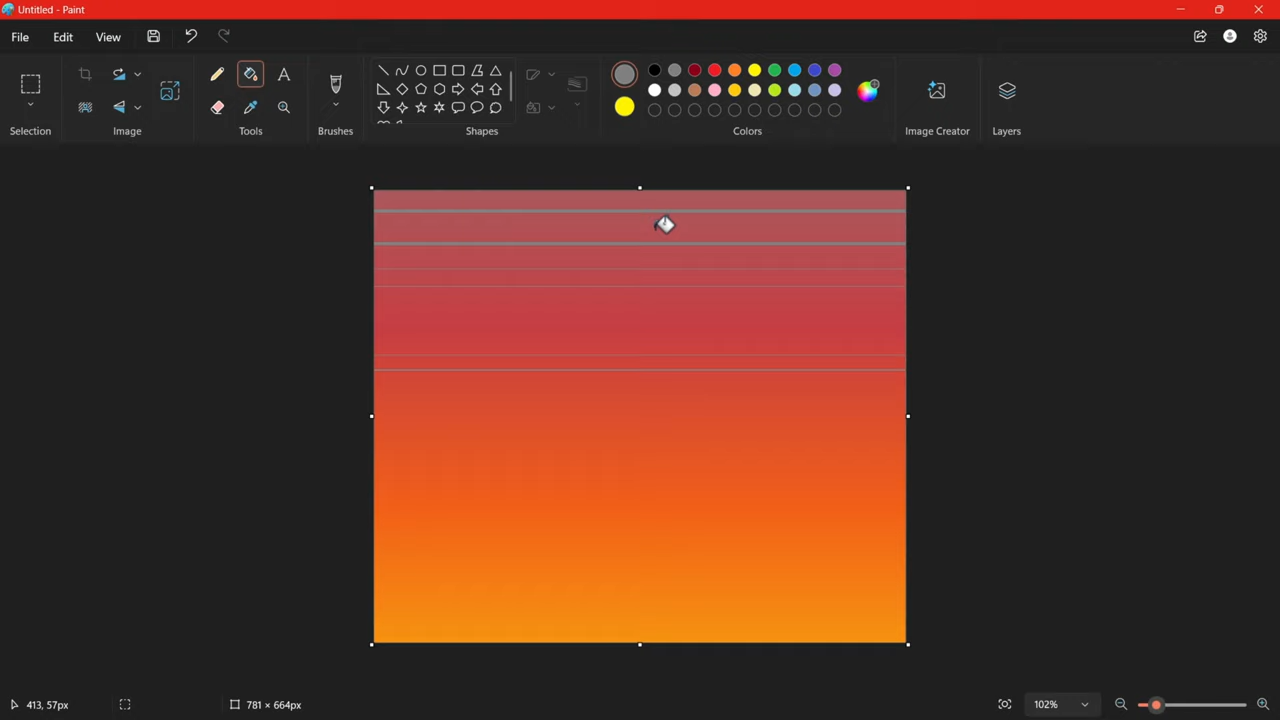 Untitled - Paint
File Edit View
Selection Image Tools Brushes Shapes Colors Image Creator Layers
413, 57px 781 × 664px 102%